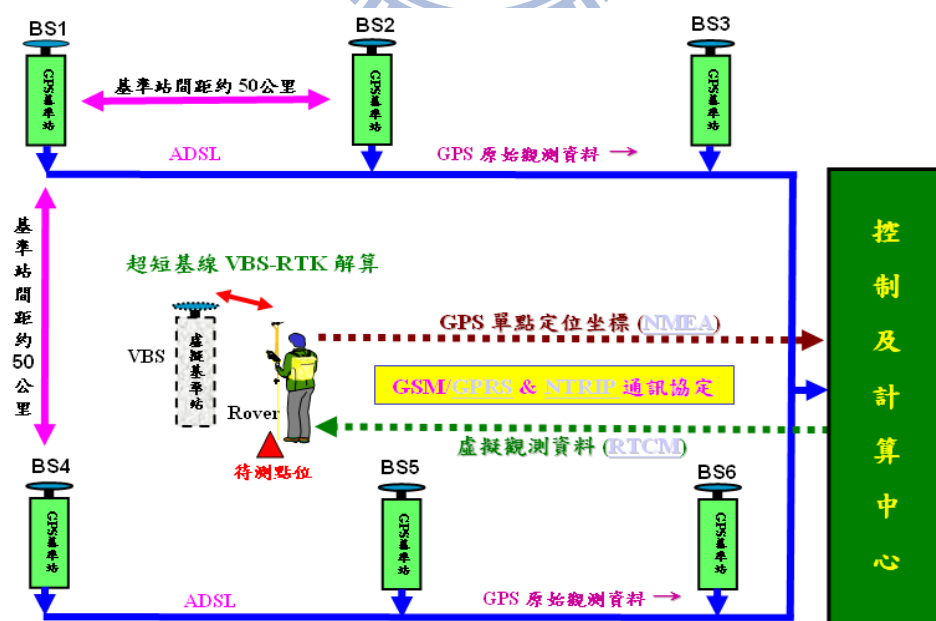 BS1
BS2
BS3
GPS基準站
GPS基準站
GPS基準站
基準站間距約 50公里
ADSL
GPS 原始觀測資料 →
基準站間距約50公里
超短基線 VBS-RTK 解算
VBS
虛擬基準站
Rover
待測點位
GPS 單點定位坐標 (NMEA)
GSM/GPRS & NTRIP 通訊協定
虛擬觀測資料 (RTCM)
控制及計算中心
BS4
BS5
BS6
GPS基準站
GPS基準站
GPS基準站
ADSL
GPS 原始觀測資料 →